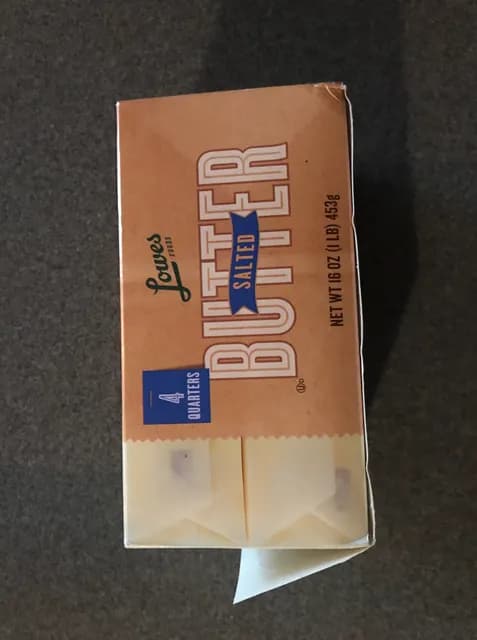 Lowes
FOODS
BUTTER
SALTED
4
QUARTERS
NET WT 16 OZ (1 LB) 453g